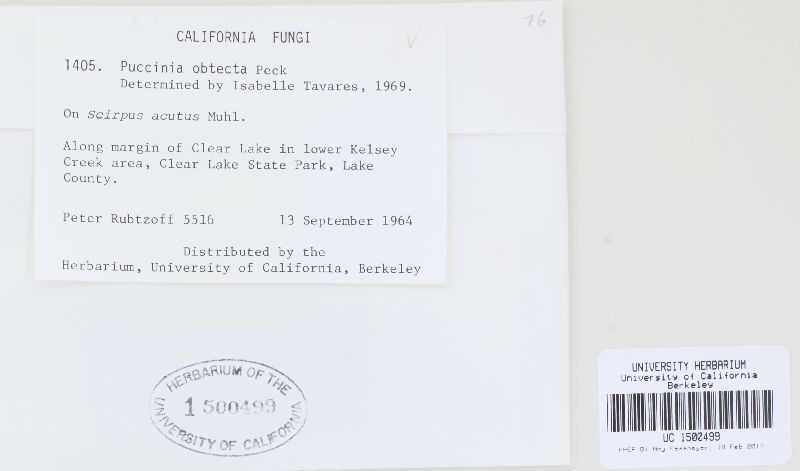 76
CALIFORNIA FUNGI
1405. Puccinia obtecta Peck
Determined by Isabelle Tavares, 1969.
On Scirpus acutus Muhl.
Along margin of Clear Lake in lower Kelsey
Creek area, Clear Lake State Park, Lake
County.
Peter Rubtzoff 5516 13 September 1964
Distributed by the
Herbarium, University of California, Berkeley
HERBARIUM OF THE
1500499
UNIVERSITY OF CALIFORNIA
UNIVERSITY HERBARIUM
University of California
Berkeley
UC 1500499